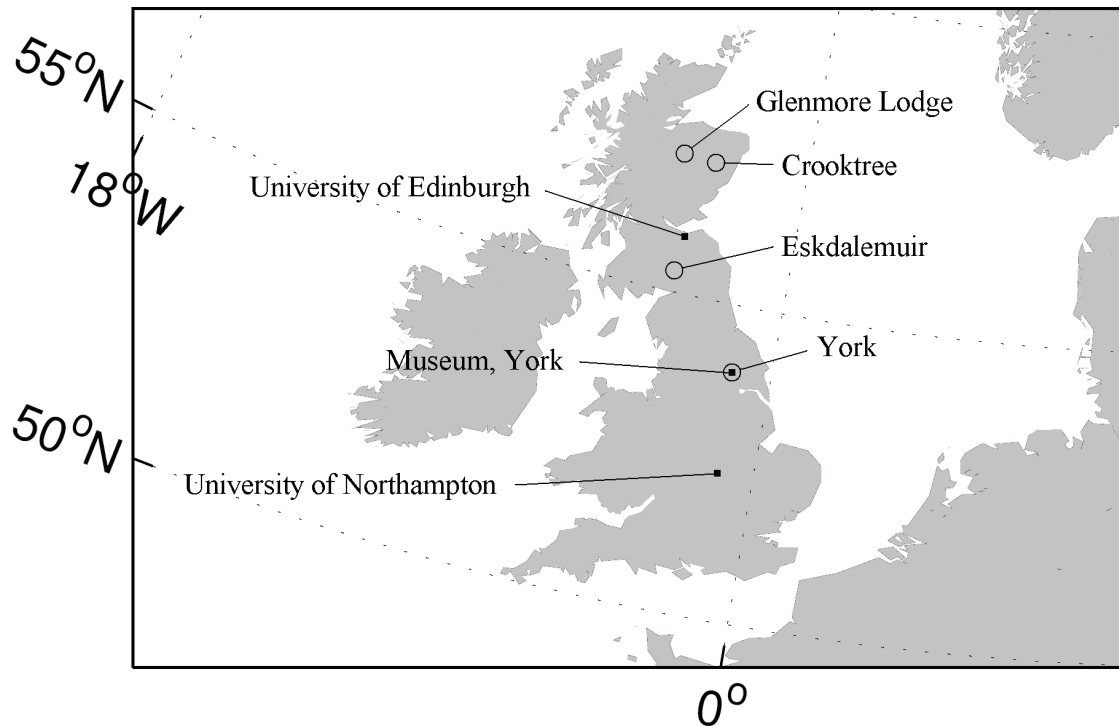 55°N
Glenmore Lodge
Crooktree
18°W
University of Edinburgh
Eskdalemuir
York
Museum, York
50°N
University of Northampton
0°